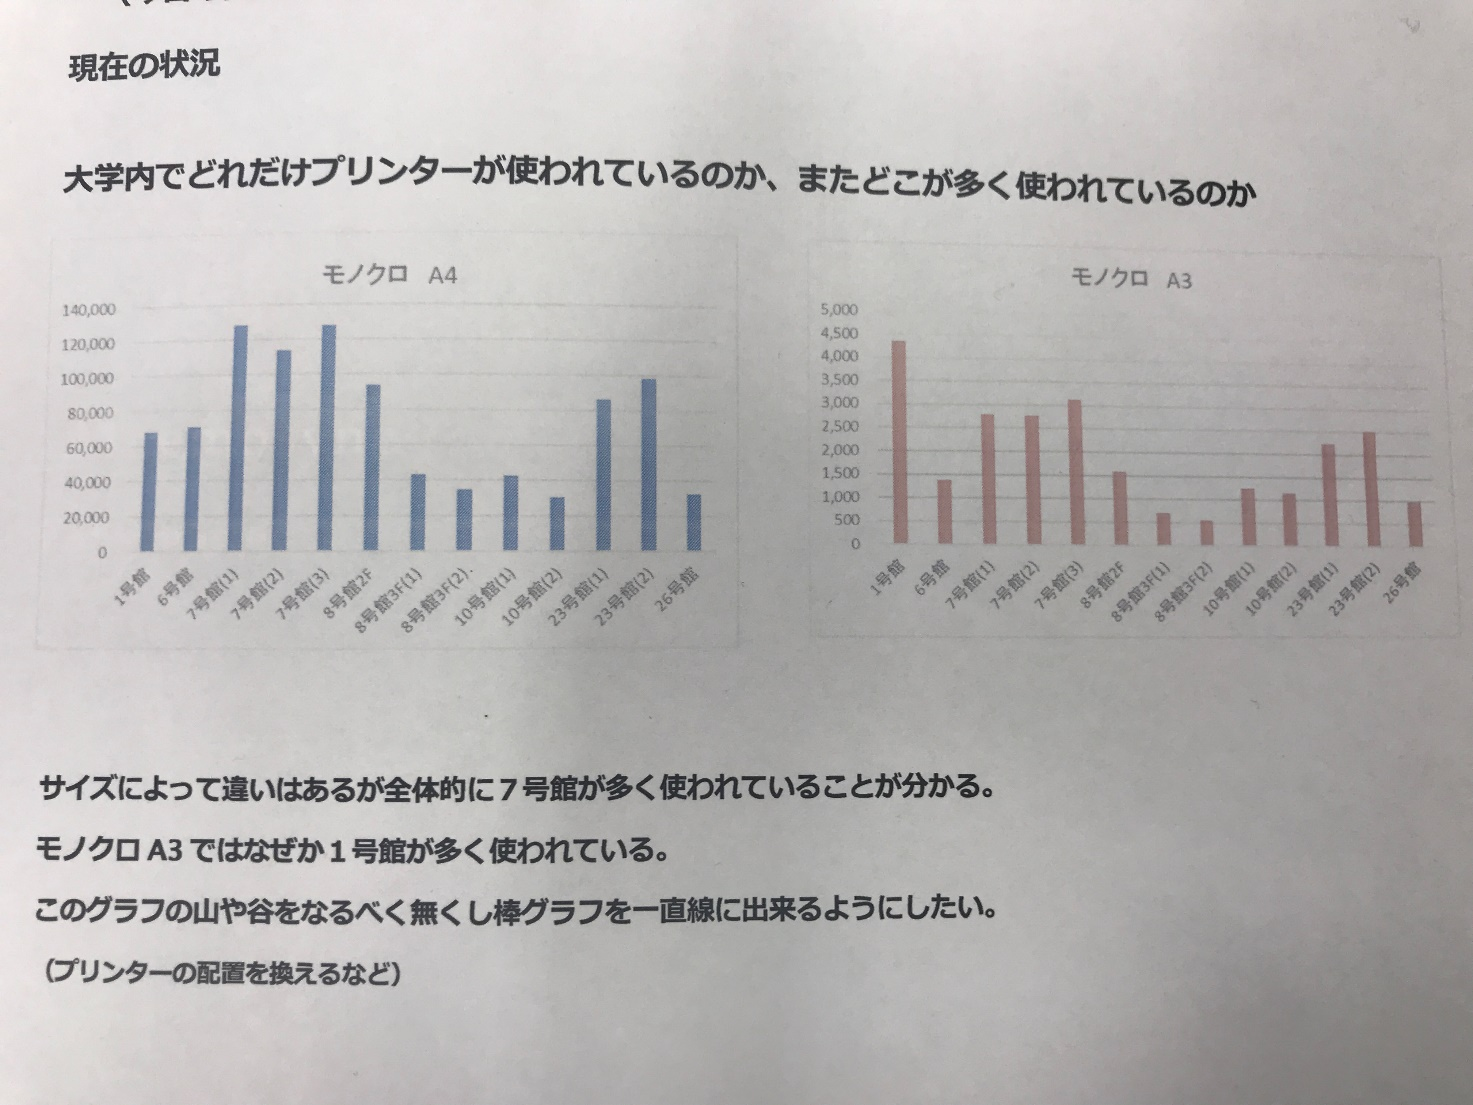 現在の状況
大学内でどれだけプリンターが使われているのか、またどこが多く使われているのか
モノクロ A4
140,000
120,000
100,000
80,000
60,000
40,000
20,000
0
1号館
6号館
7号館(1)
7号館(2)
7号館(3)
8号館2F
8号館3F(1)
8号館3F(2)
10号館(1)
10号館(2)
23号館(1)
23号館(2)
26号館
モノクロ A3
5,000
4,500
4,000
3,500
3,000
2,500
2,000
1,500
1,000
500
0
1号館
6号館
7号館(1)
7号館(2)
7号館(3)
8号館2F
8号館3F(1)
8号館3F(2)
10号館(1)
10号館(2)
23号館(1)
23号館(2)
26号館
サイズによって違いはあるが全体的に７号館が多く使われていることが分かる。
モノクロ A3 ではなぜか１号館が多く使われている。
このグラフの山や谷をなるべく無くし棒グラフを一直線に出来るようにしたい。
（プリンターの配置を換えるなど）